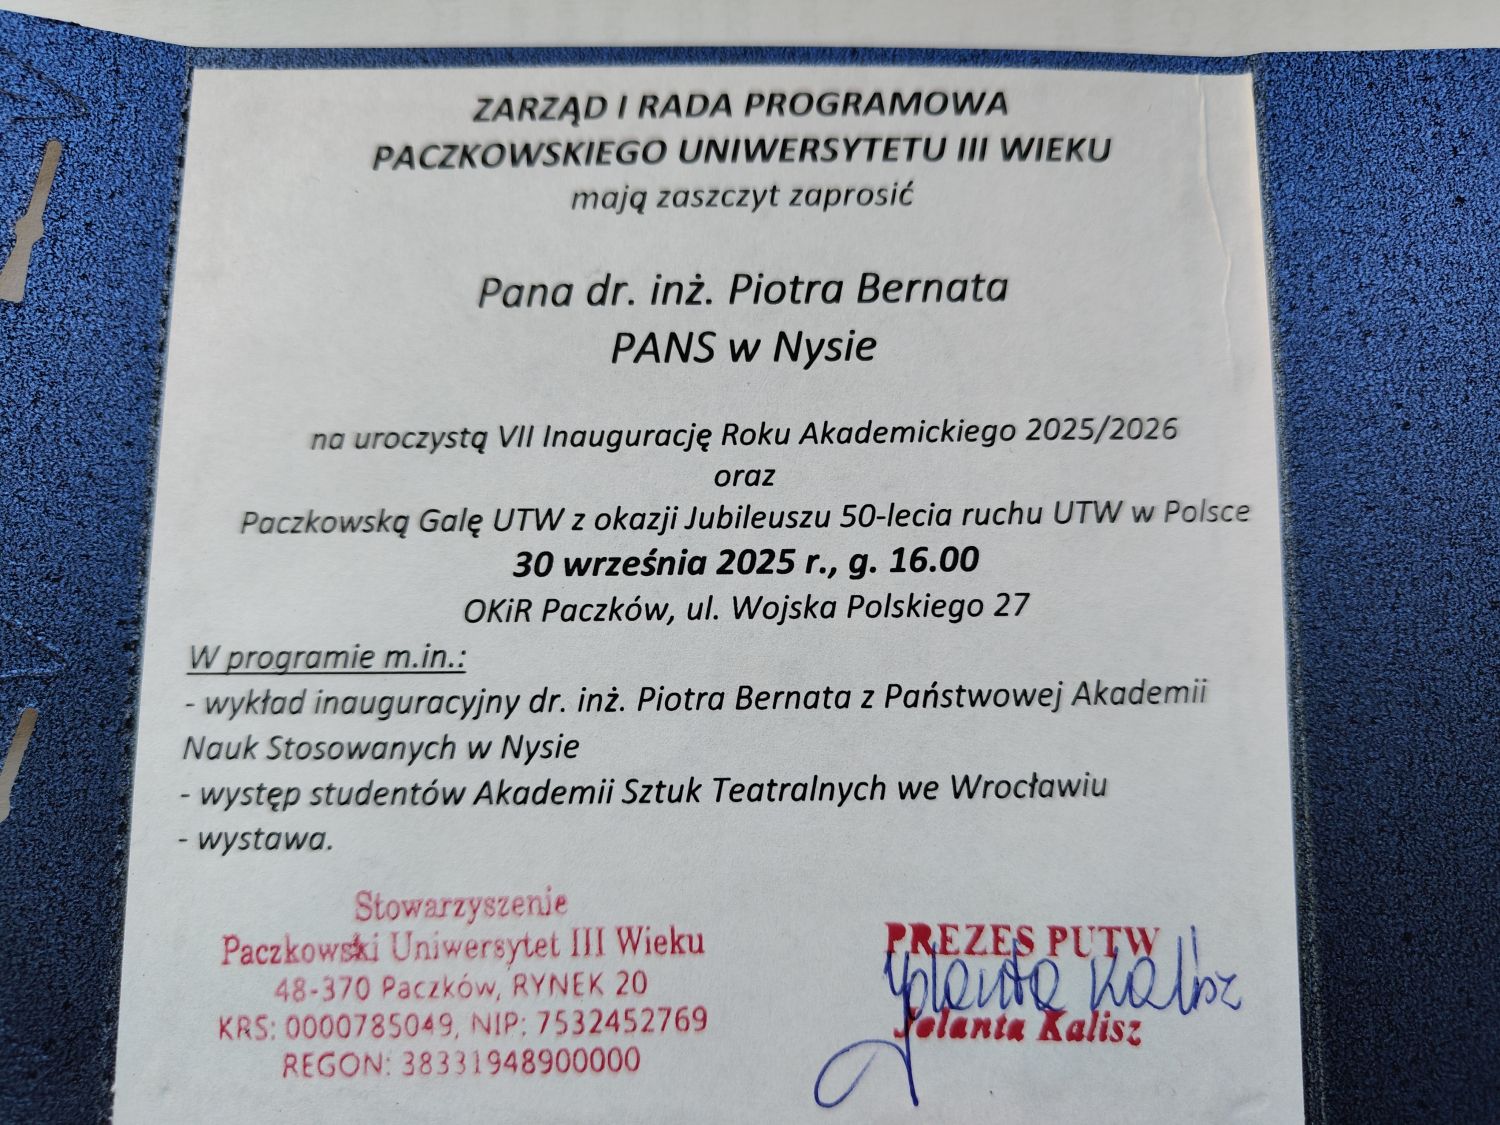 ZARZĄD I RADA PROGRAMOWA
PACZKOWSKIEGO UNIWERSYTETU III WIEKU
mają zaszczyt zaprosić
Pana dr. inż. Piotra Bernata
PANS w Nysie
na uroczystą VII Inaugurację Roku Akademickiego 2025/2026
oraz
Paczkowską Galę UTW z okazji Jubileuszu 50-lecia ruchu UTW w Polsce
30 września 2025 r., g. 16.00
OKiR Paczków, ul. Wojska Polskiego 27
W programie m.in.:
- wykład inauguracyjny dr. inż. Piotra Bernata z Państwowej Akademii
Nauk Stosowanych w Nysie
- występ studentów Akademii Sztuk Teatralnych we Wrocławiu
- wystawa.
Stowarzyszenie
Paczkowski Uniwersytet III Wieku
48-370 Paczków, RYNEK 20
KRS: 0000785049, NIP: 7532452769
REGON: 38331948900000
PREZES PUTW
Jolanta Kalisz
Jolanta Kalisz